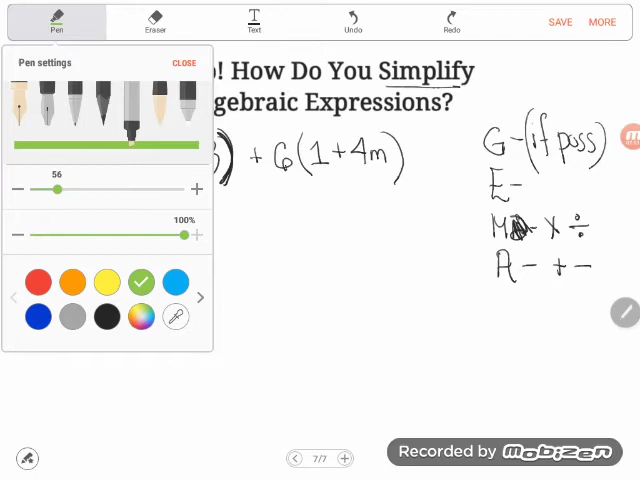 Pen
Eraser
Text
Undo
Redo
SAVE
MORE
Pen settings
CLOSE
! How Do You Simplify
gebraic Expressions?
) + 6(1+4m)
G-(if poss)
E-
M - x ÷
A - + -
56
100%
7/7
Recorded by mobizen